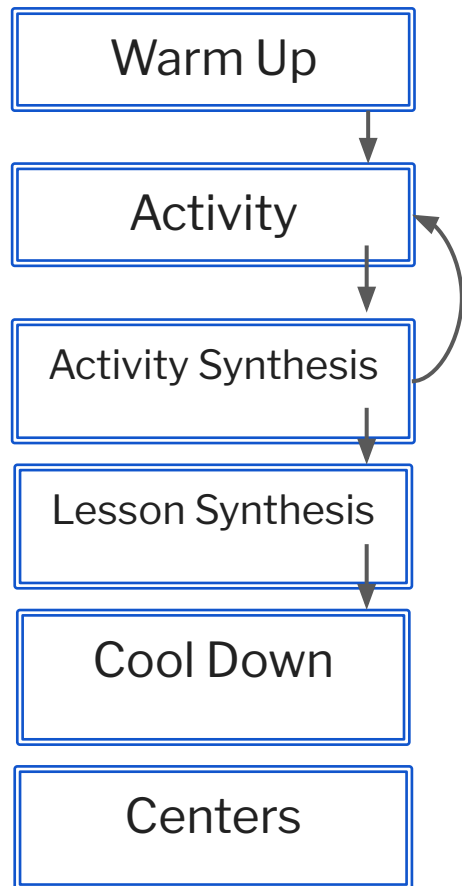 Warm Up
Activity
Activity Synthesis
Lesson Synthesis
Cool Down
Centers